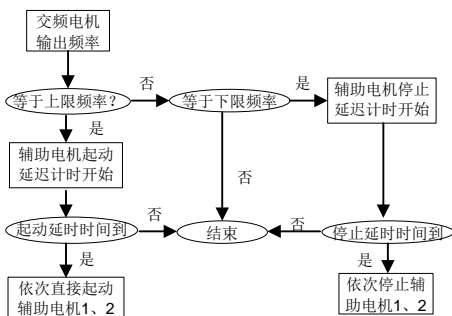 交频电机
输出频率
等于上限频率？
否
等于下限频率
是
辅助电机停止
延迟计时开始
是
辅助电机起动
延迟计时开始
否
起动延时时间到
否
结束
否
停止延时时间到
是
是
依次直接起动
辅助电机1、2
依次停止辅
助电机1、2